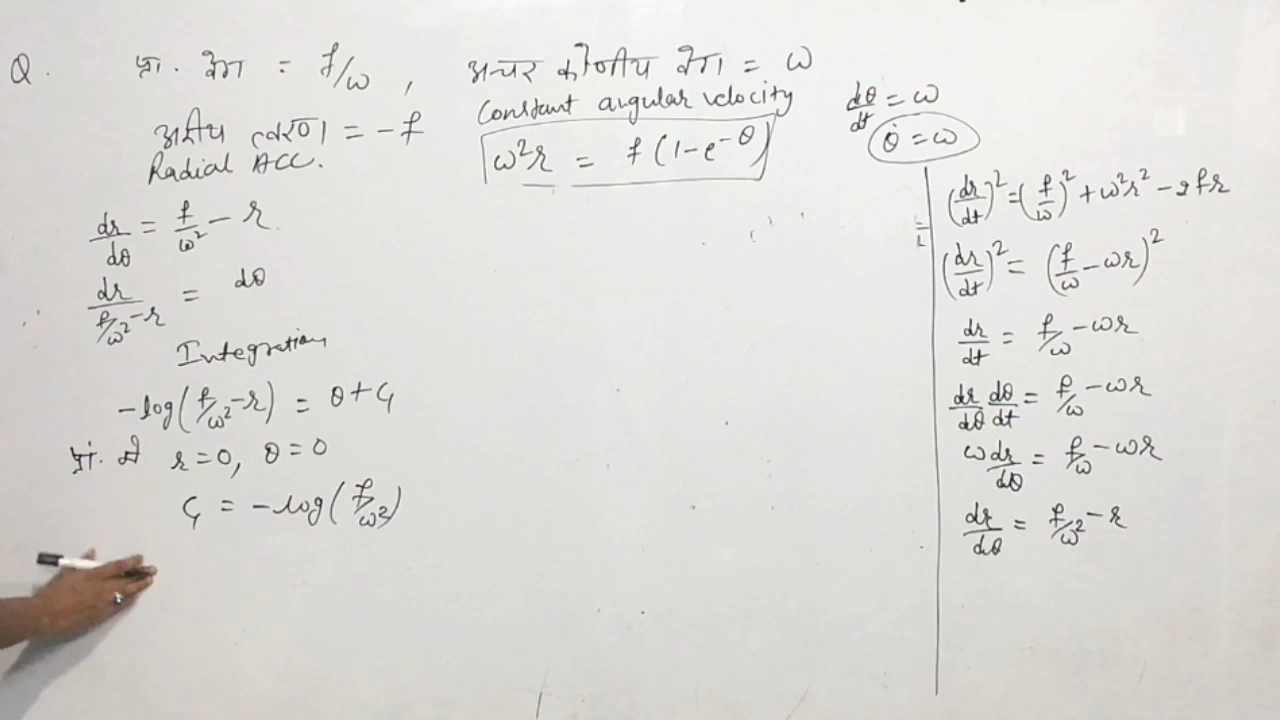 Q. प्रा. वेग = f/ω, अचर कोणीय वेग = ω
Constant angular velocity
अरीय त्वरण = -f
Radial Acc.
ω²r = f(1-e^-θ)
dθ/dt = ω
θ̇ = ω
dr/dθ = f/ω² - r
dr/(f/ω² - r) = dθ
Integration
-log(f/ω² - r) = θ + C₁
प्रां. में r=0, θ=0
C₁ = -log(f/ω²)
(dr/dt)² = (f/ω)² + ω²r² - 2fr
(dr/dt)² = (f/ω - ωr)²
dr/dt = f/ω - ωr
dr/dθ dθ/dt = f/ω - ωr
ω dr/dθ = f/ω - ωr
dr/dθ = f/ω² - r